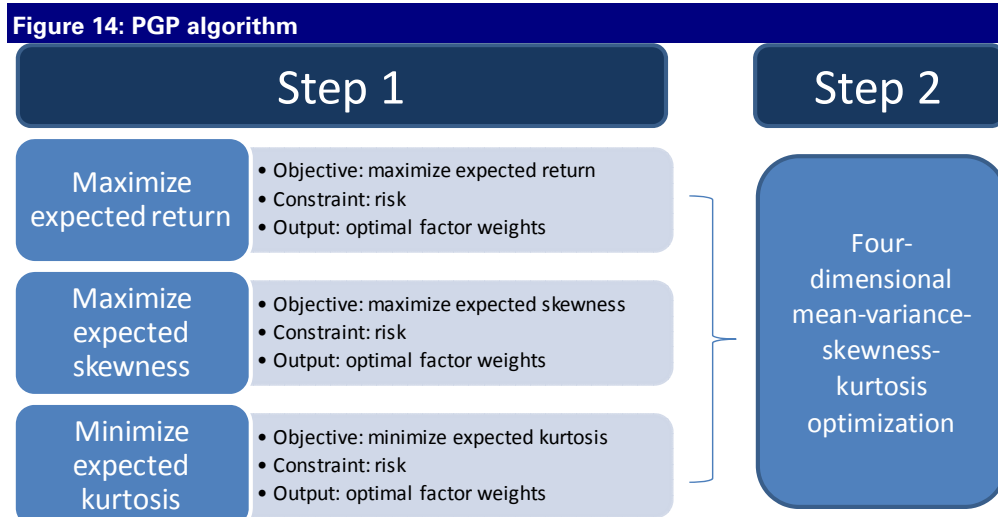 Figure 14: PGP algorithm
Step 1
Step 2
Maximize
expected return
• Objective: maximize expected return
• Constraint: risk
• Output: optimal factor weights
Maximize
expected
skewness
• Objective: maximize expected skewness
• Constraint: risk
• Output: optimal factor weights
Minimize
expected
kurtosis
• Objective: minimize expected kurtosis
• Constraint: risk
• Output: optimal factor weights
Four-
dimensional
mean-variance-
skewness-
kurtosis
optimization